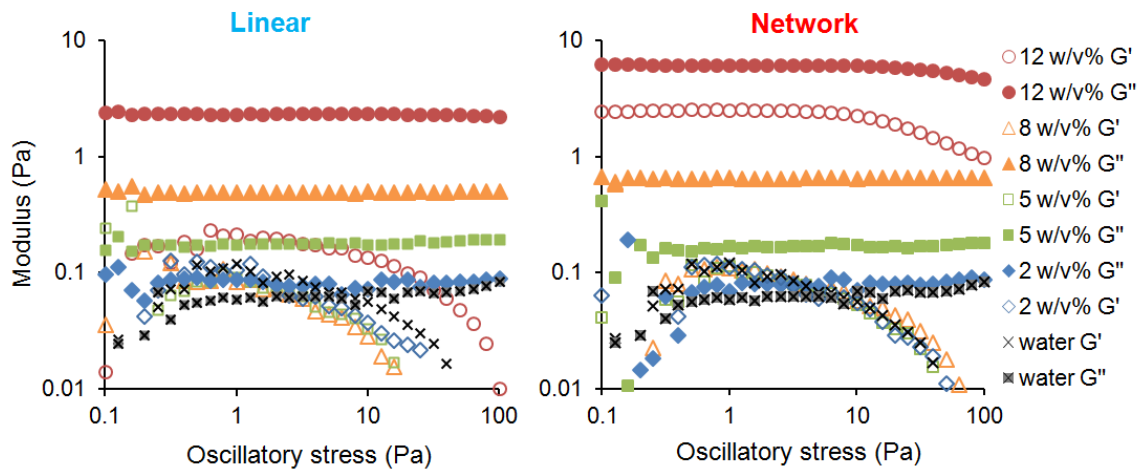 Linear
Network
Modulus (Pa)
10
1
0.1
0.01
0.1
1
10
100
Oscillatory stress (Pa)
10
1
0.1
0.01
0.1
1
10
100
Oscillatory stress (Pa)
12 w/v% G'
12 w/v% G"
8 w/v% G'
8 w/v% G"
5 w/v% G'
5 w/v% G"
2 w/v% G"
2 w/v% G'
water G'
water G"